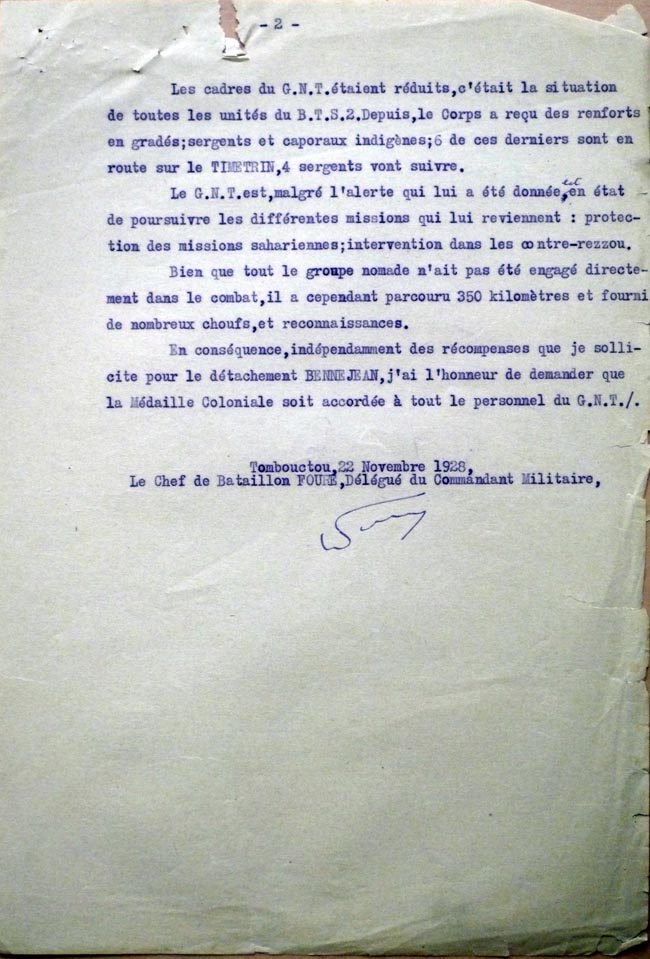 - 2 -
Les cadres du G.N.T.étaient réduits,c'était la situation
de toutes les unités du B.T.S.2.Depuis,le Corps a reçu des renforts
en gradés;sergents et caporaux indigènes;6 de ces derniers sont en
route sur le TIMETRIN,4 sergents vont suivre.
Le G.N.T.est,malgré l'alerte qui lui a été donnée, est en état
de poursuivre les différentes missions qui lui reviennent : protec-
tion des missions sahariennes;intervention dans les contre-rezzou.
Bien que tout le groupe nomade n'ait pas été engagé directe-
ment dans le combat,il a cependant parcouru 350 kilomètres et fourni
de nombreux choufs,et reconnaissances.
En conséquence,indépendamment des récompenses que je solli-
cite pour le détachement BENNEJEAN,j'ai l'honneur de demander que
la Médaille Coloniale soit accordée à tout le personnel du G.N.T./.
Tombouctou,22 Novembre 1928,
Le Chef de Bataillon FOURÉ,Délégué du Commandant Militaire,